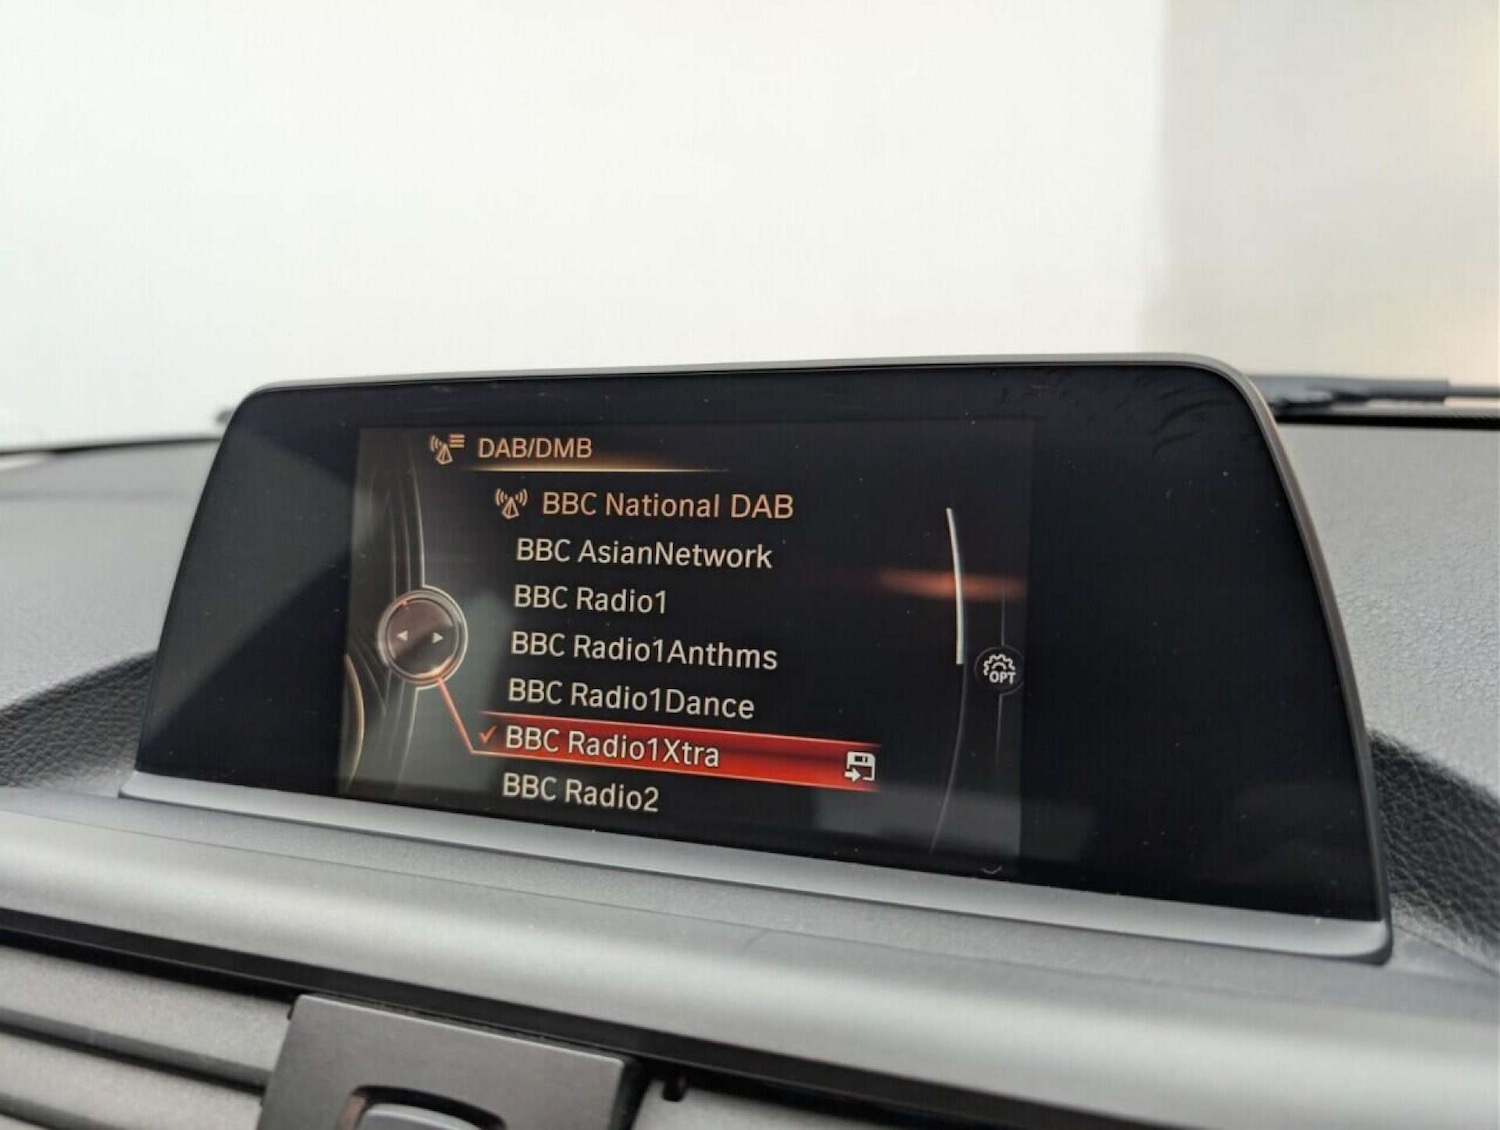 DAB/DMB
BBC National DAB
BBC AsianNetwork
BBC Radio1
BBC Radio1Anthms
BBC Radio1Dance
BBC Radio1Xtra
BBC Radio2
OPT